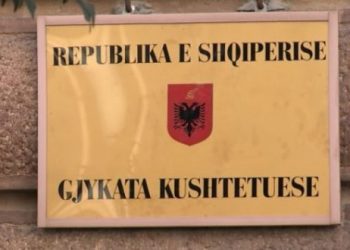 REPUBLIKA E SHQIPERISE
GJYKATA KUSHTETUESE